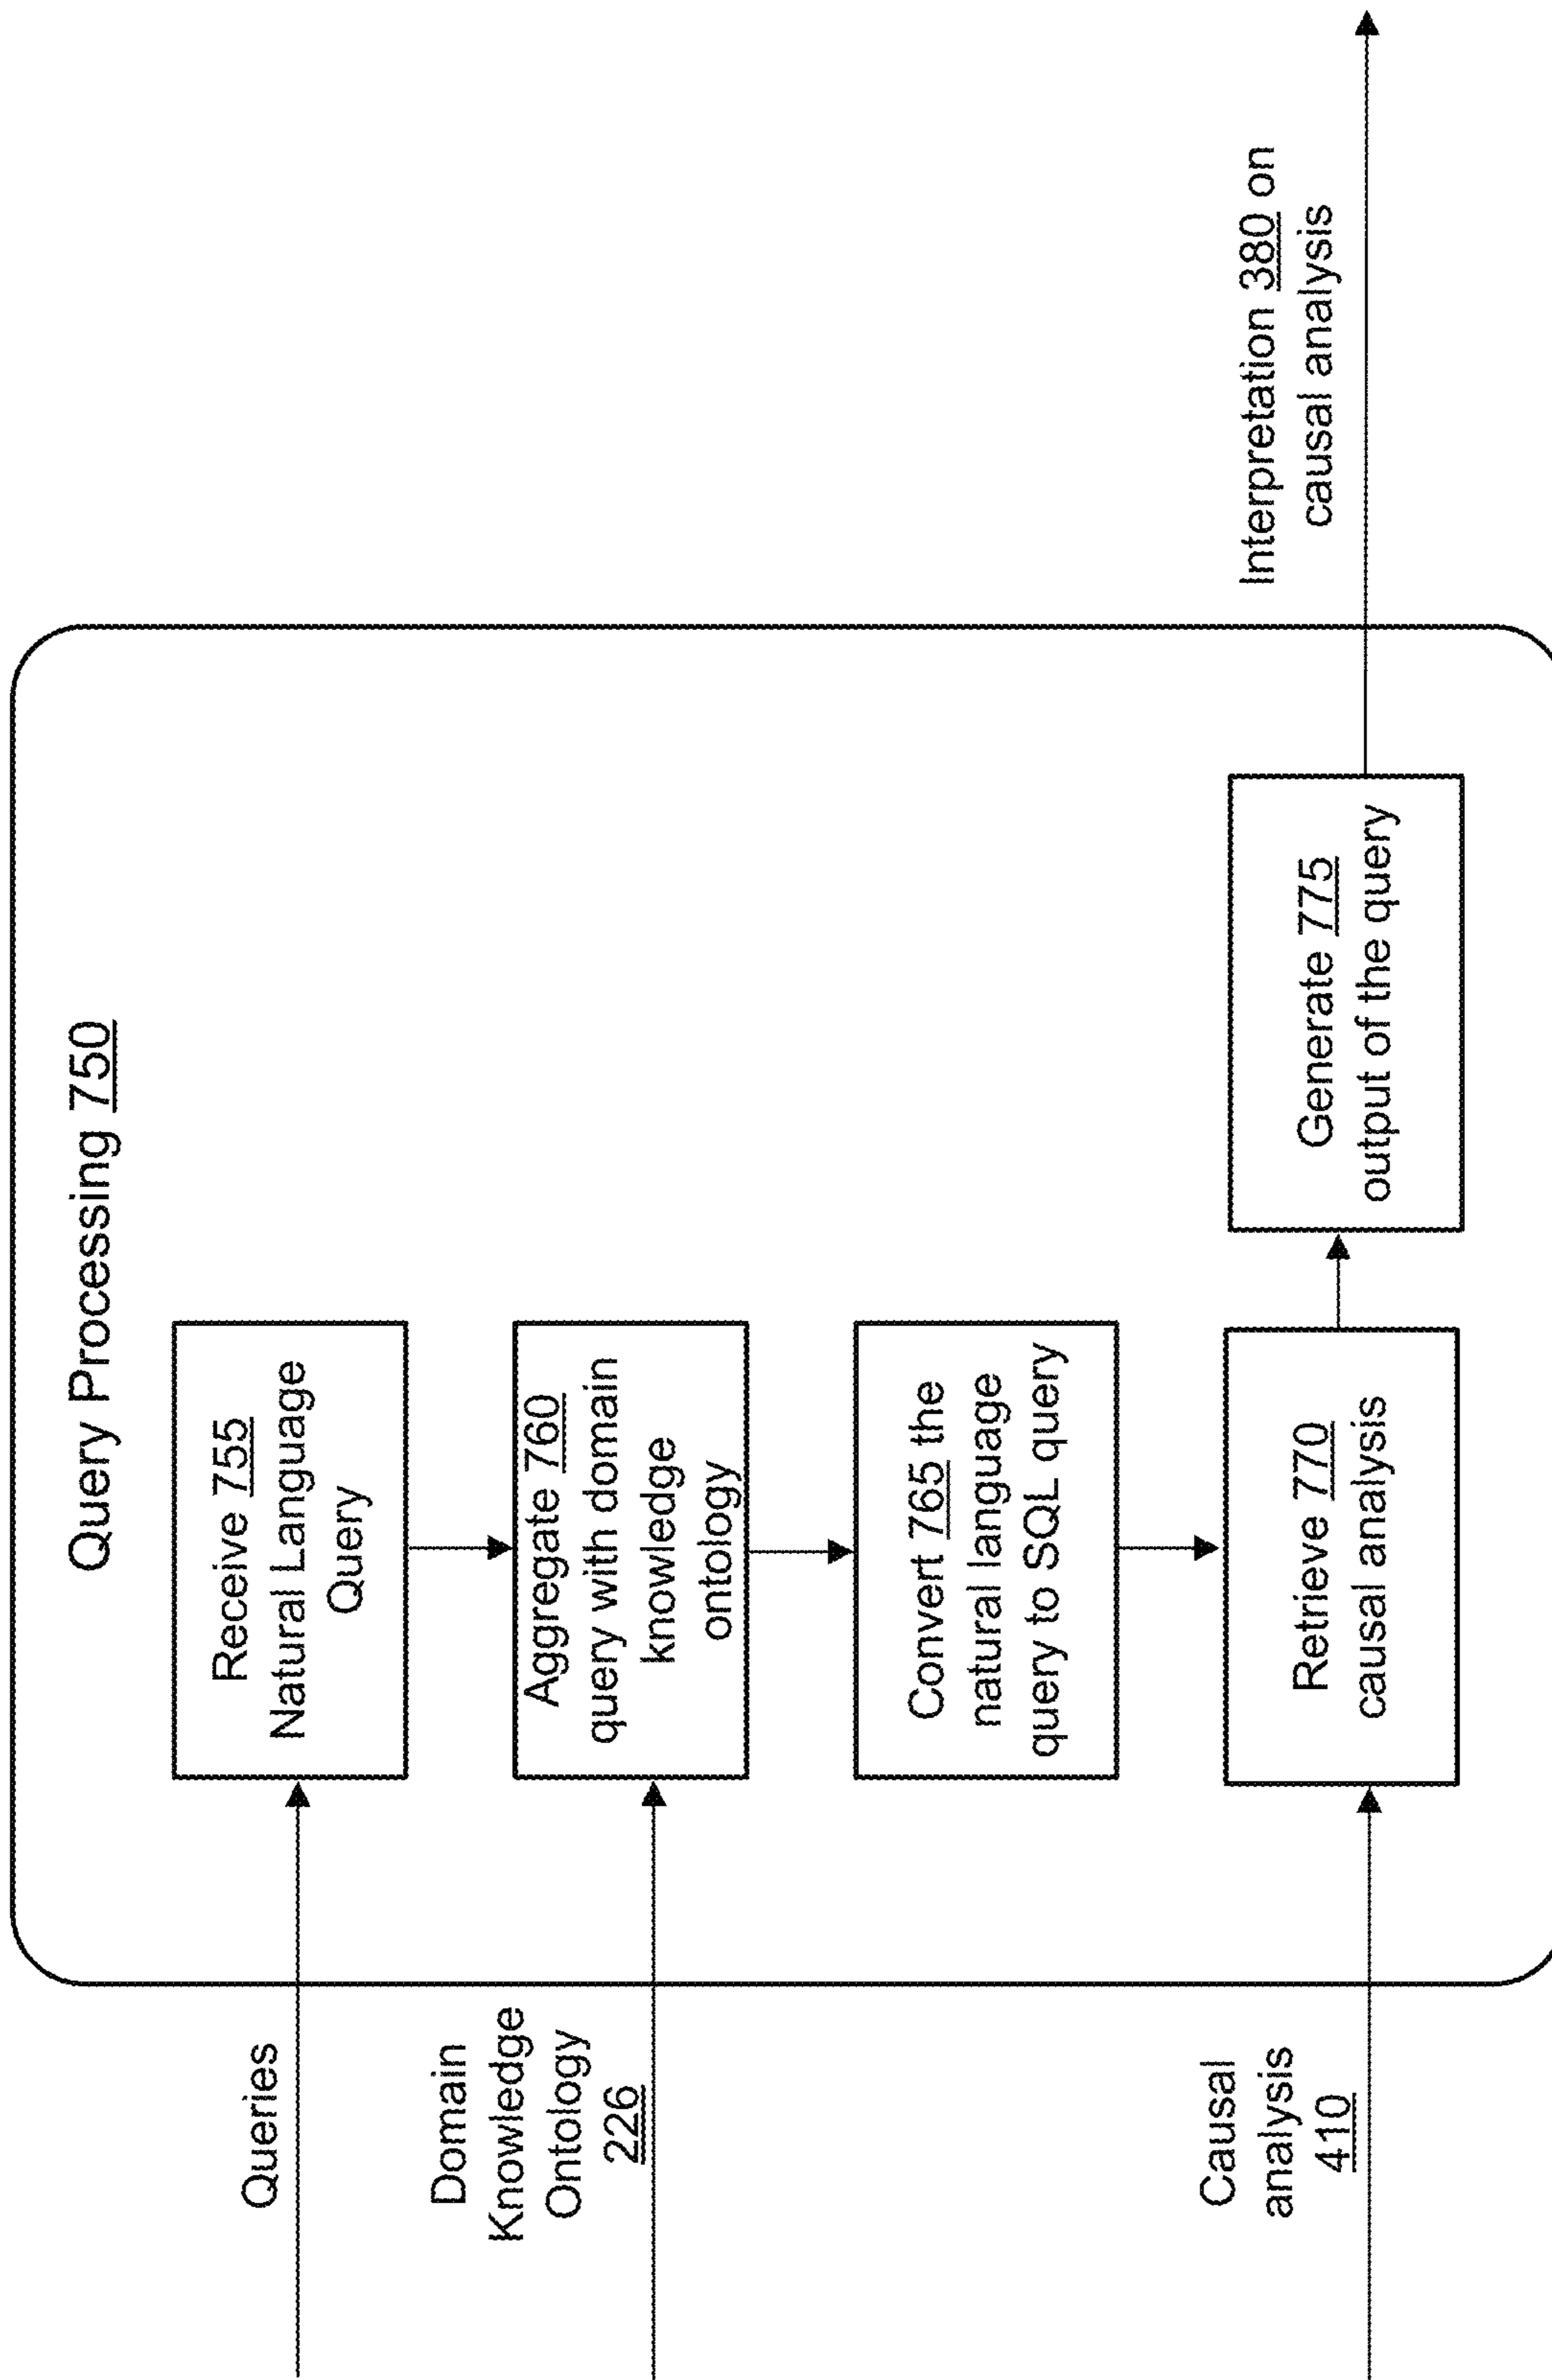 Query Processing 750
Queries
Receive 755
Natural Language
Query
Domain
Knowledge
Ontology
226
Aggregate 760
query with domain
knowledge
ontology
Convert 765 the
natural language
query to SQL query
Causal
analysis
410
Retrieve 770
causal analysis
Generate 775
output of the query
Interpretation 380 on
causal analysis